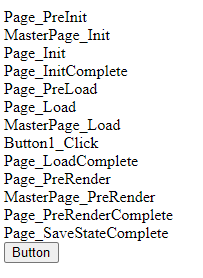 Page_PreInit
MasterPage_Init
Page_Init
Page_InitComplete
Page_PreLoad
Page_Load
MasterPage_Load
Button1_Click
Page_LoadComplete
Page_PreRender
MasterPage_PreRender
Page_PreRenderComplete
Page_SaveStateComplete
Button